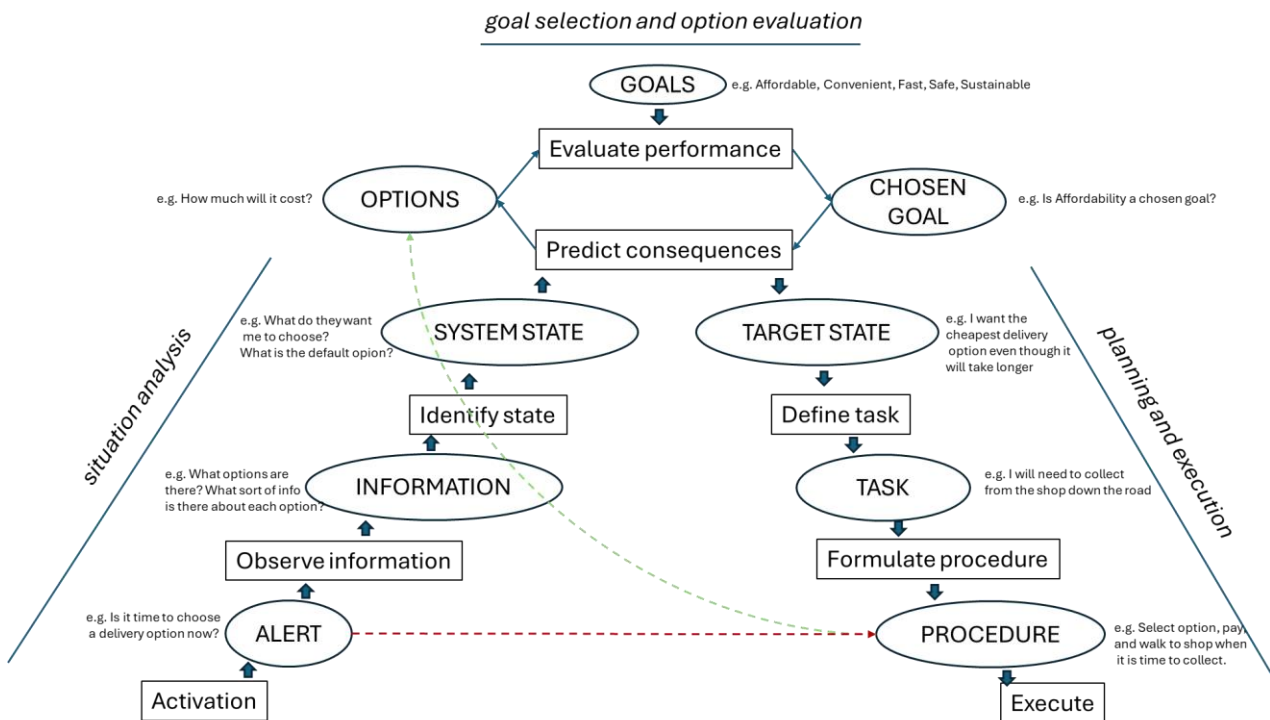 goal selection and option evaluation
GOALS
e.g. Affordable, Convenient, Fast, Safe, Sustainable
Evaluate performance
e.g. How much will it cost?
OPTIONS
CHOSEN
GOAL
e.g. Is Affordability a chosen goal?
Predict consequences
situation analysis
e.g. What do they want
me to choose?
What is the default opion?
SYSTEM STATE
TARGET STATE
e.g. I want the
cheapest delivery
option even though it
will take longer
planning and execution
Identify state
Define task
e.g. What options are
there? What sort of info
is there about each option?
INFORMATION
TASK
e.g. I will need to collect
from the shop down the road
Observe information
Formulate procedure
e.g. Is it time to choose
a delivery option now?
ALERT
PROCEDURE
e.g. Select option, pay,
and walk to shop when
it is time to collect.
Activation
Execute